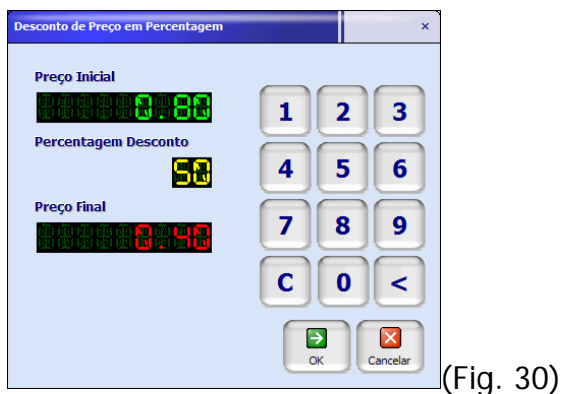 Desconto de Preço em Percentagem x
Preço Inicial
0.80
Percentagem Desconto
50
Preço Final
0.40
1 2 3
4 5 6
7 8 9
C 0 <
OK Cancelar
(Fig. 30)